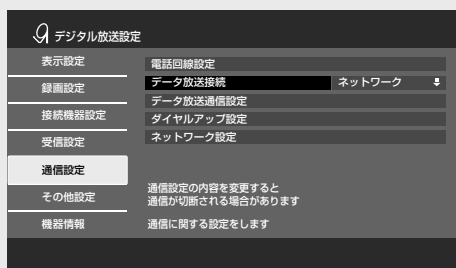 デジタル放送設定
表示設定
録画設定
接続機器設定
受信設定
通信設定
その他設定
機器情報
電話回線設定
データ放送接続 ネットワーク
データ放送通信設定
ダイヤルアップ設定
ネットワーク設定
通信設定の内容を変更すると
通信が切断される場合があります
通信に関する設定をします